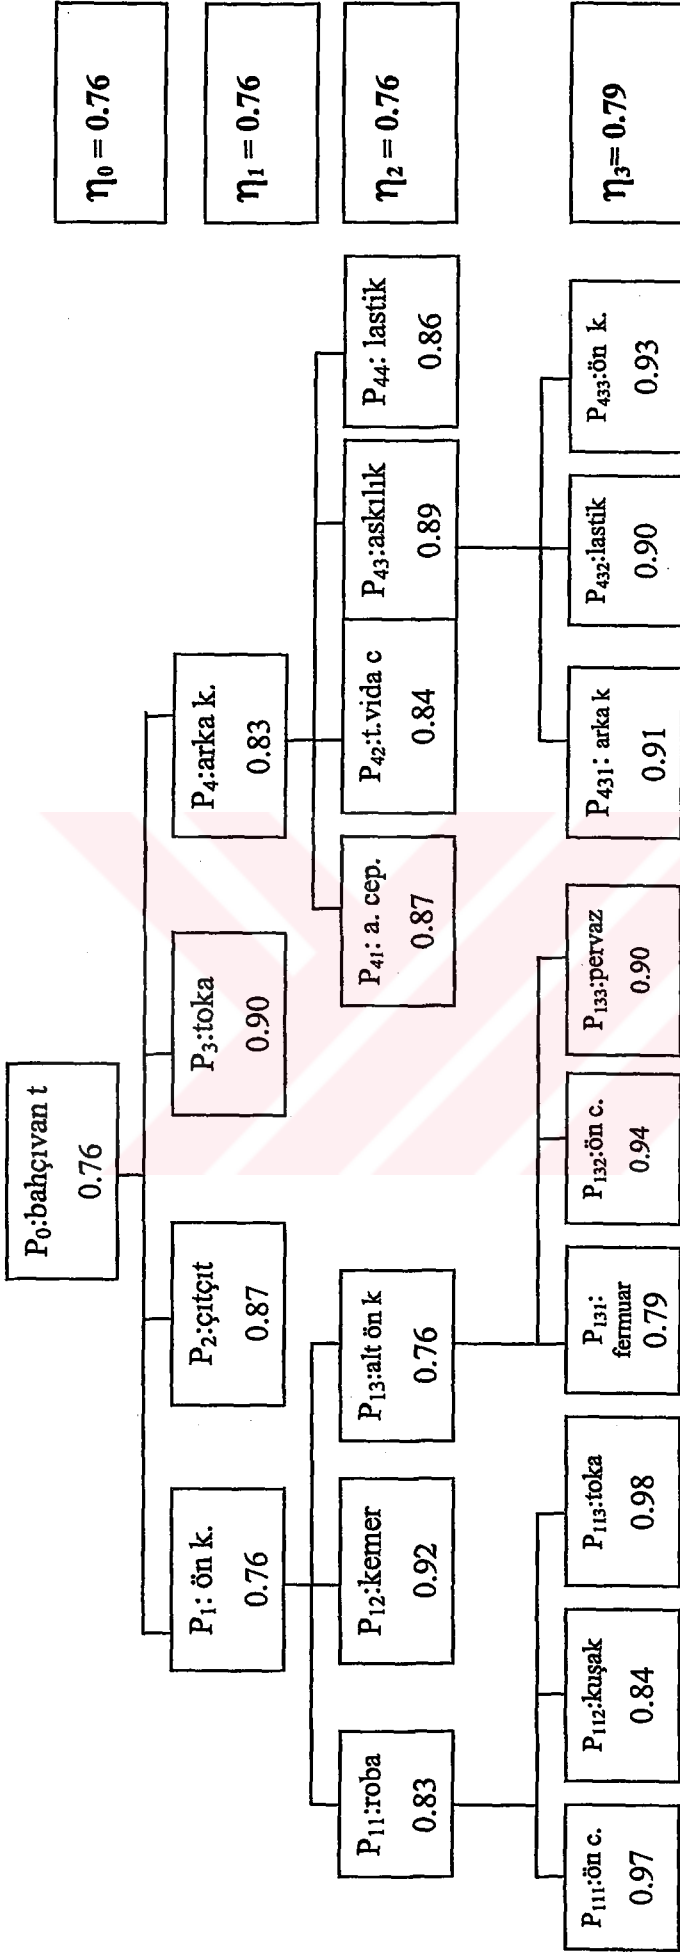 P₀:bahçıvan t
0.76
η₀ = 0.76
P₁: ön k.
0.76
P₂:çıtçıt
0.87
P₃:toka
0.90
P₄:arka k.
0.83
η₁ = 0.76
P₁₁:roba
0.83
P₁₂:kemer
0.92
P₁₃:alt ön k
0.76
P₄₁: a. cep.
0.87
P₄₂:t.vida c
0.84
P₄₃:askılık
0.89
P₄₄: lastik
0.86
η₂ = 0.76
P₁₁₁:ön c.
0.97
P₁₁₂:kuşak
0.84
P₁₁₃:toka
0.98
P₁₃₁:
fermuar
0.79
P₁₃₂:ön c.
0.94
P₁₃₃:pervaz
0.90
P₄₃₁: arka k
0.91
P₄₃₂:lastik
0.90
P₄₃₃:ön k.
0.93
η₃= 0.79